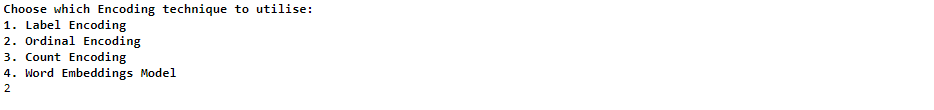 Choose which Encoding technique to utilise:
1. Label Encoding
2. Ordinal Encoding
3. Count Encoding
4. Word Embeddings Model
2